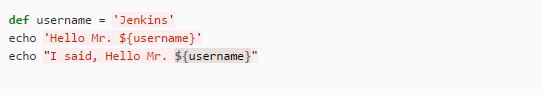 def username = 'Jenkins'
echo 'Hello Mr. ${username}'
echo "I said, Hello Mr. ${username}"